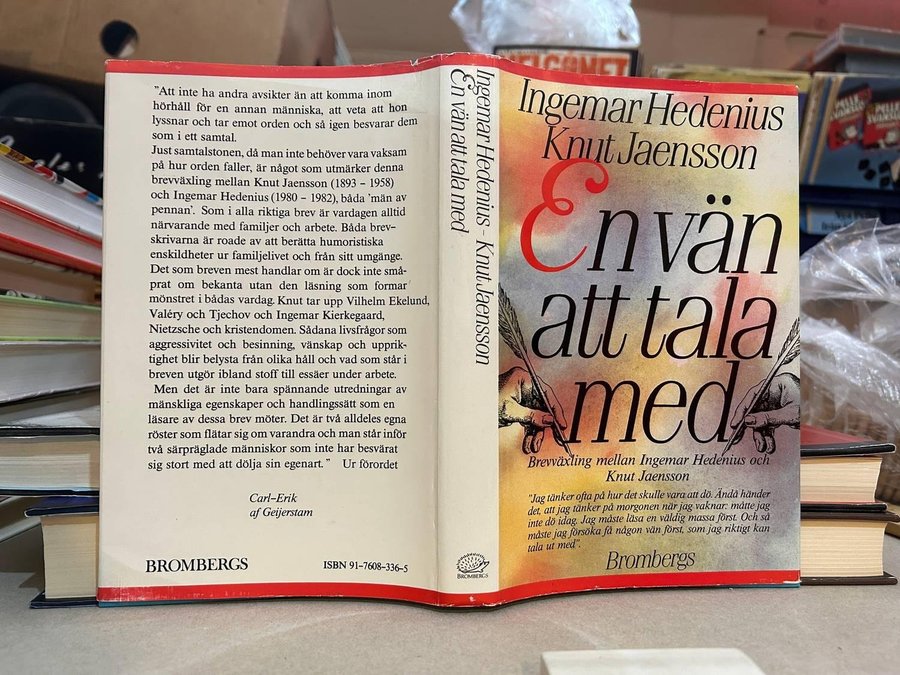 "Att inte ha andra avsikter än att komma inom
hörhåll för en annan människa, att veta att hon
lyssnar och tar emot orden och så igen besvarar dem
som i ett samtal.
Just samtalstonen, då man inte behöver vara vaksam
på hur orden faller, är något som utmärker denna
brevväxling mellan Knut Jaensson (1893 - 1958)
och Ingemar Hedenius (1980 - 1982), båda 'män av
pennan'. Som i alla riktiga brev är vardagen alltid
närvarande med familjer och arbete. Båda brev-
skrivarna är roade av att berätta humoristiska
enskildheter ur familjelivet och från sitt umgänge.
Det som breven mest handlar om är dock inte små-
prat om bekanta utan den läsning som formar
mönstret i bådas vardag. Knut tar upp Vilhelm Ekelund,
Valéry och Tjechov och Ingemar Kierkegaard,
Nietzsche och kristendomen. Sådana livsfrågor som
aggressivitet och besinning, vänskap och upprik-
tighet blir belysta från olika håll och vad som står i
breven utgör ibland stoff till essäer under arbete.
Men det är inte bara spännande utredningar av
mänskliga egenskaper och handlingssätt som en
läsare av dessa brev möter. Det är två alldeles egna
röster som flätar sig om varandra och man står inför
två särpräglade människor som inte har besvärat
sig stort med att dölja sin egenart." Ur förordet
Carl-Erik
af Geijerstam
BROMBERGS
ISBN 91-7608-336-5
Ingemar Hedenius - Knut Jaensson
En vän att tala med
BROMBERGS
Ingemar Hedenius
Knut Jaensson
En vän
att tala
med
Brevväxling mellan Ingemar Hedenius och
Knut Jaensson
"Jag tänker ofta på hur det skulle vara att dö. Ändå händer
det, att jag tänker på morgonen när jag vaknar: måtte jag
inte dö idag. Jag måste läsa en väldig massa först. Och så
måste jag försöka få någon vän först, som jag riktigt kan
tala ut med".
Brombergs
PELLE
SVANSLÖS